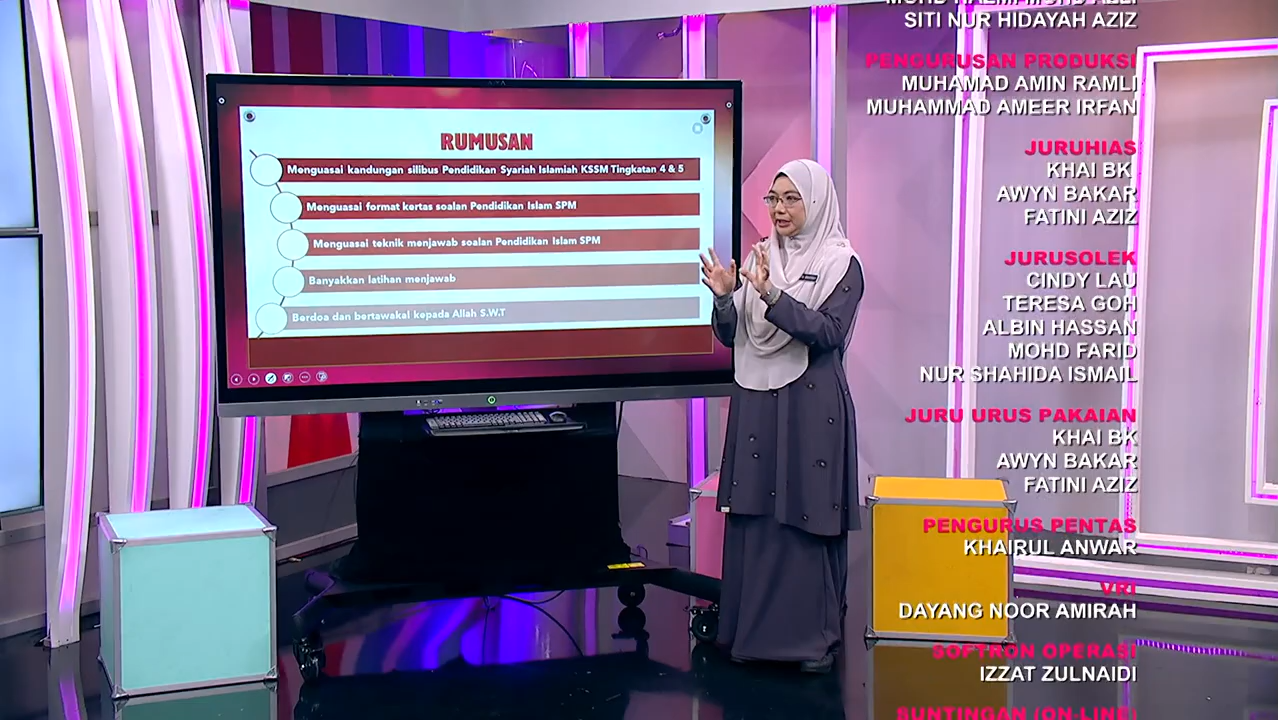 RUMUSAN
Menguasai kandungan silibus Pendidikan Syariah Islamiah KSSM Tingkatan 4 & 5
Menguasai format kertas soalan Pendidikan Islam SPM
Menguasai teknik menjawab soalan Pendidikan Islam SPM
Banyakkan latihan menjawab
Berdoa dan bertawakal kepada Allah S.W.T
SITI NUR HIDAYAH AZIZ
PENGURUSAN PRODUKSI
MUHAMAD AMIN RAMLI
MUHAMMAD AMEER IRFAN
JURUHIAS
KHAI BK
AWYN BAKAR
FATINI AZIZ
JURUSOLEK
CINDY LAU
TERESA GOH
ALBIN HASSAN
MOHD FARID
NUR SHAHIDA ISMAIL
JURU URUS PAKAIAN
KHAI BK
AWYN BAKAR
FATINI AZIZ
PENGURUS PENTAS
KHAIRUL ANWAR
VRI
DAYANG NOOR AMIRAH
SOFTRON OPERASI
IZZAT ZULNAIDI
SUNTINGAN (ON-LINE)